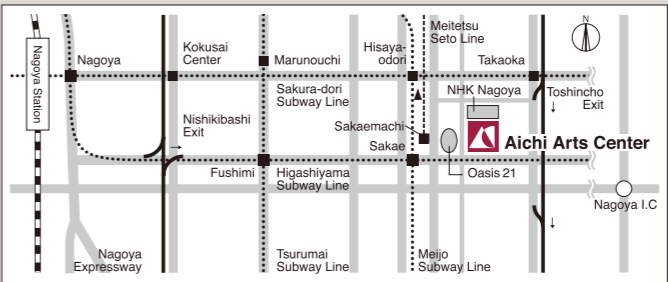 Meitetsu
Seto Line
N
Nagoya Station
Nagoya
Kokusai
Center
Marunouchi
Hisaya-
odori
Takaoka
Sakura-dori
Subway Line
NHK Nagoya
Toshincho
Exit
Nishikibashi
Exit
Sakaemachi
Sakae
Aichi Arts Center
Fushimi
Higashiyama
Subway Line
Oasis 21
Nagoya I.C
Nagoya
Expressway
Tsurumai
Subway Line
Meijo
Subway Line